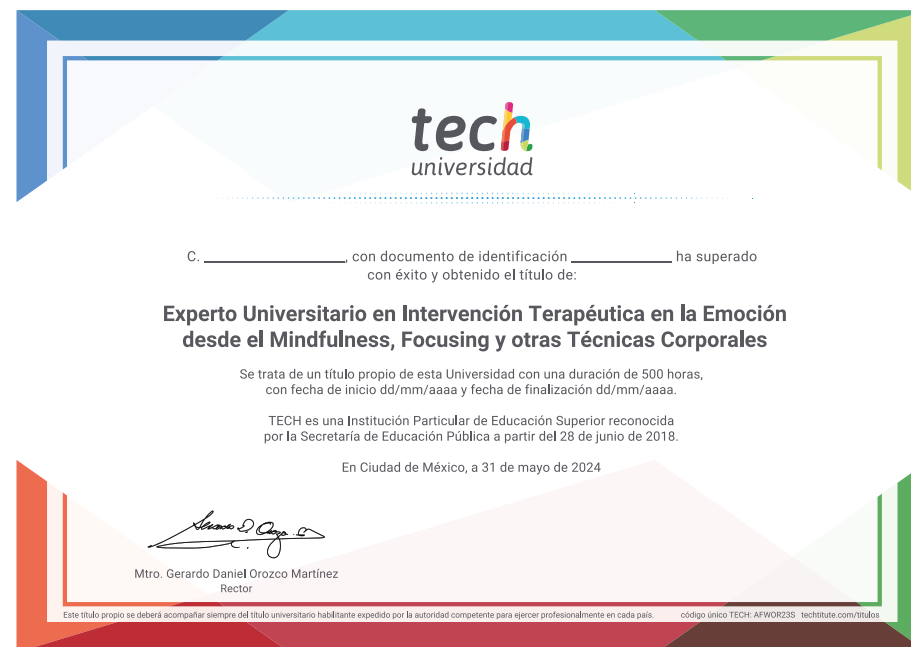 tech
universidad
C. ____________, con documento de identificación ____________ ha superado
con éxito y obtenido el título de:
Experto Universitario en Intervención Terapéutica en la Emoción
desde el Mindfulness, Focusing y otras Técnicas Corporales
Se trata de un título propio de esta Universidad con una duración de 500 horas,
con fecha de inicio dd/mm/aaaa y fecha de finalización dd/mm/aaaa.
TECH es una Institución Particular de Educación Superior reconocida
por la Secretaría de Educación Pública a partir del 28 de junio de 2018.
En Ciudad de México, a 31 de mayo de 2024
Mtro. Gerardo Daniel Orozco Martínez
Rector
Este título propio se deberá acompañar siempre del título universitario habilitante expedido por la autoridad competente para ejercer profesionalmente en cada país. código único TECH: AFWOR23S techtitute.com/titulos